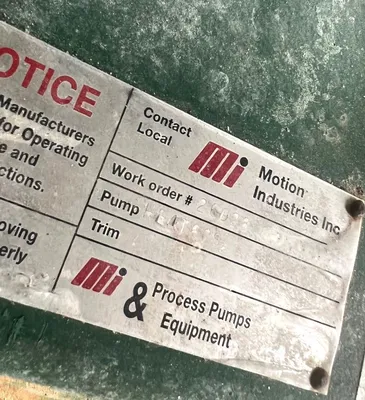 OTICE
Manufacturers
for Operating
e and
ctions.
oving
erly
Contact
Local
Mi Motion
Industries Inc
Work order #
Pump
Trim
Mi & Process Pumps
Equipment